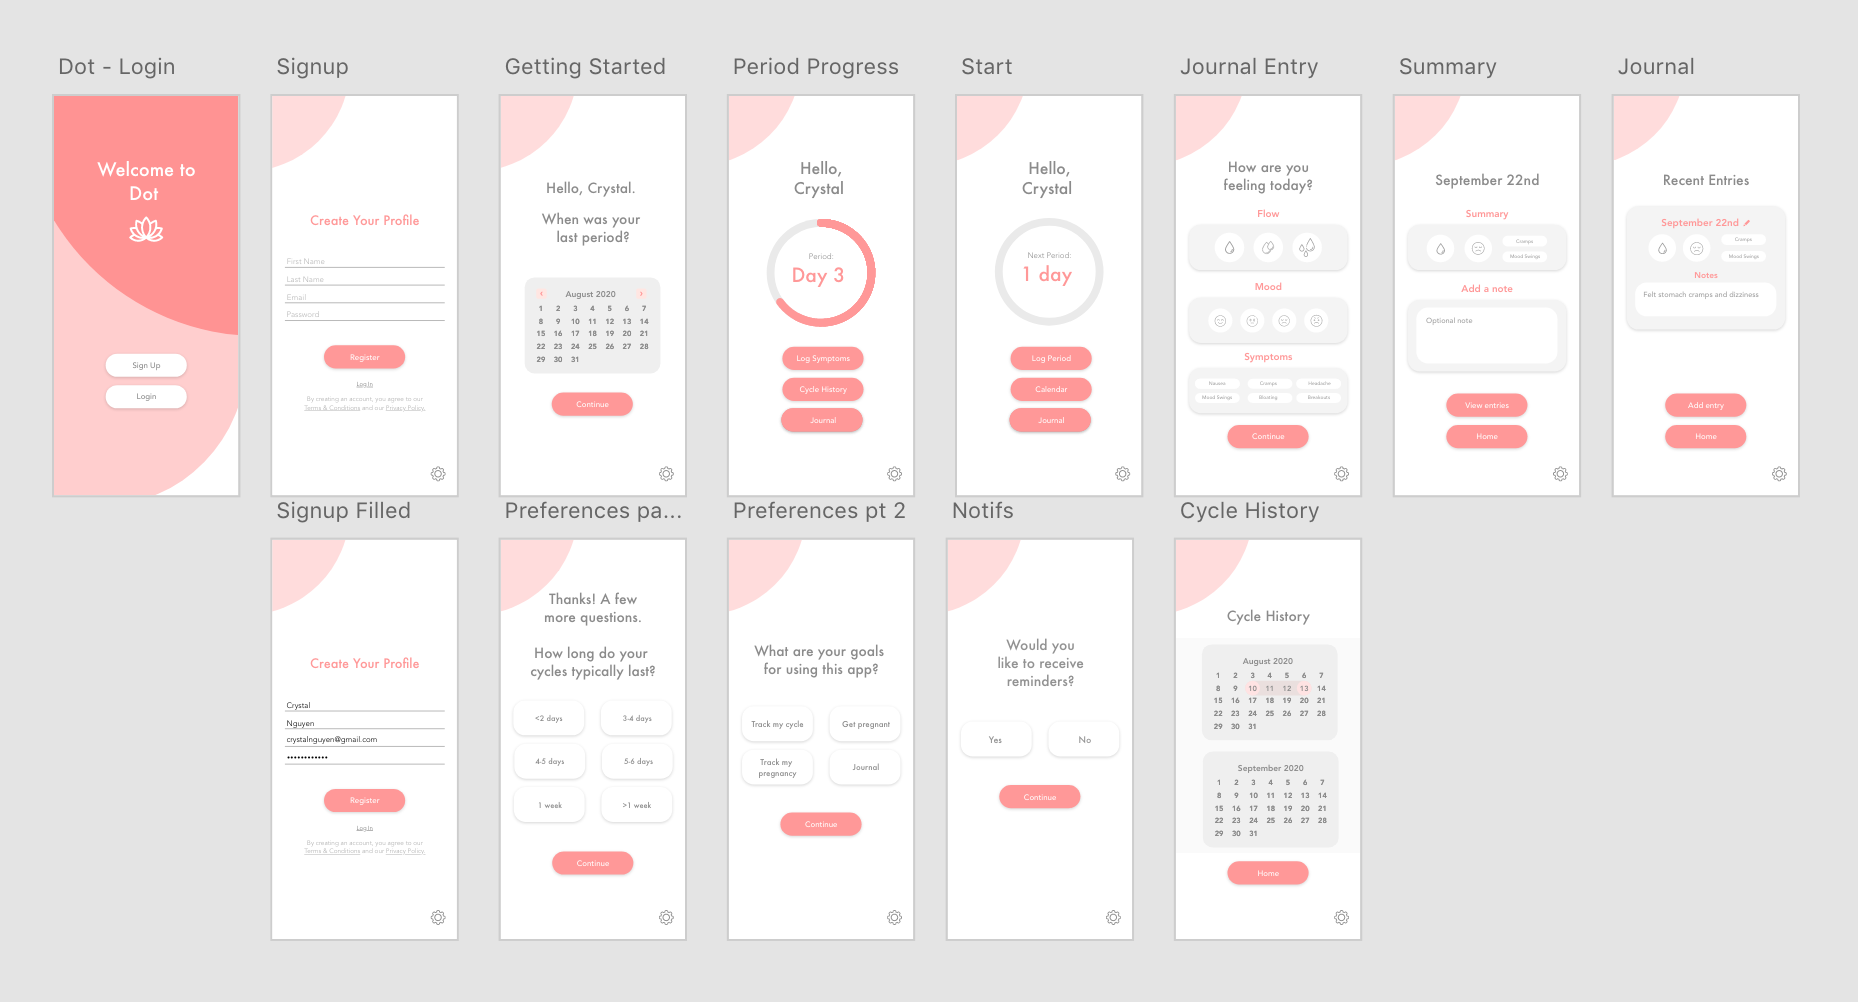 Dot - Login
Welcome to
Dot
Sign Up
Login
Signup
Create Your Profile
First Name
Last Name
Email
Password
Register
Log In
By creating an account, you agree to our
Terms & Conditions and our Privacy Policy.
Getting Started
Hello, Crystal.
When was your
last period?
August 2020
1 2 3 4 5 6 7
8 9 10 11 12 13 14
15 16 17 18 19 20 21
22 23 24 25 26 27 28
29 30 31
Continue
Period Progress
Hello,
Crystal
Period:
Day 3
Log Symptoms
Cycle History
Journal
Start
Hello,
Crystal
Next Period:
1 day
Log Period
Calendar
Journal
Journal Entry
How are you
feeling today?
Flow
Mood
Symptoms
Nausea Cramps Headache
Mood Swings Bloating Breakouts
Continue
Summary
September 22nd
Summary
Cramps
Mood Swings
Add a note
Optional note
View entries
Home
Journal
Recent Entries
September 22nd
Cramps
Mood Swings
Notes
Felt stomach cramps and dizziness
Add entry
Home
Signup Filled
Create Your Profile
Crystal
Nguyen
crystalnguyen@gmail.com
••••••••••••
Register
Log In
By creating an account, you agree to our
Terms & Conditions and our Privacy Policy.
Preferences pa...
Thanks! A few
more questions.
How long do your
cycles typically last?
<2 days 3-4 days
4-5 days 5-6 days
1 week >1 week
Continue
Preferences pt 2
What are your goals
for using this app?
Track my cycle Get pregnant
Track my
pregnancy
Journal
Continue
Notifs
Would you
like to receive
reminders?
Yes No
Continue
Cycle History
Cycle History
August 2020
1 2 3 4 5 6 7
8 9 10 11 12 13 14
15 16 17 18 19 20 21
22 23 24 25 26 27 28
29 30 31
September 2020
1 2 3 4 5 6 7
8 9 10 11 12 13 14
15 16 17 18 19 20 21
22 23 24 25 26 27 28
29 30 31
Home